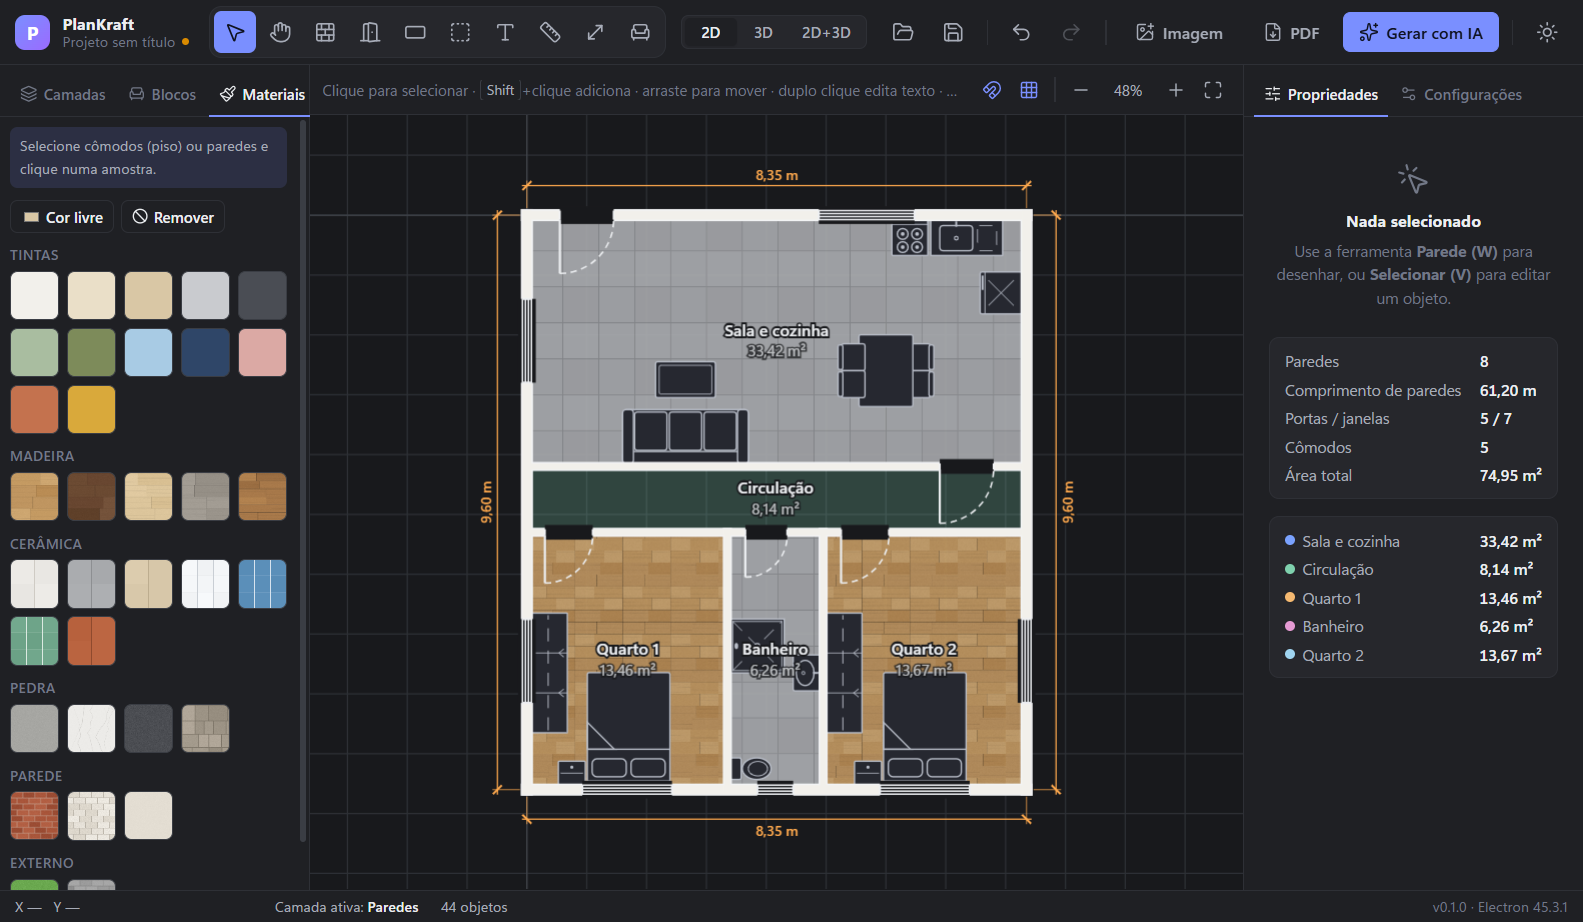 P
PlanKraft
Projeto sem título
2D
3D
2D+3D
Imagem
PDF
Gerar com IA
Camadas
Blocos
Materiais
Clique para selecionar · Shift +clique adiciona · arraste para mover · duplo clique edita texto · ...
48%
Propriedades
Configurações
Selecione cômodos (piso) ou paredes e
clique numa amostra.
Cor livre
Remover
TINTAS
MADEIRA
CERÂMICA
PEDRA
PAREDE
EXTERNO
8,35 m
9,60 m
Sala e cozinha
33,42 m²
Circulação
8,14 m²
9,60 m
Quarto 1
13,46 m²
Banheiro
6,26 m²
Quarto 2
13,67 m²
8,35 m
Nada selecionado
Use a ferramenta Parede (W) para
desenhar, ou Selecionar (V) para editar
um objeto.
Paredes 8
Comprimento de paredes 61,20 m
Portas / janelas 5 / 7
Cômodos 5
Área total 74,95 m²
Sala e cozinha 33,42 m²
Circulação 8,14 m²
Quarto 1 13,46 m²
Banheiro 6,26 m²
Quarto 2 13,67 m²
X — Y —
Camada ativa: Paredes
44 objetos
v0.1.0 · Electron 45.3.1